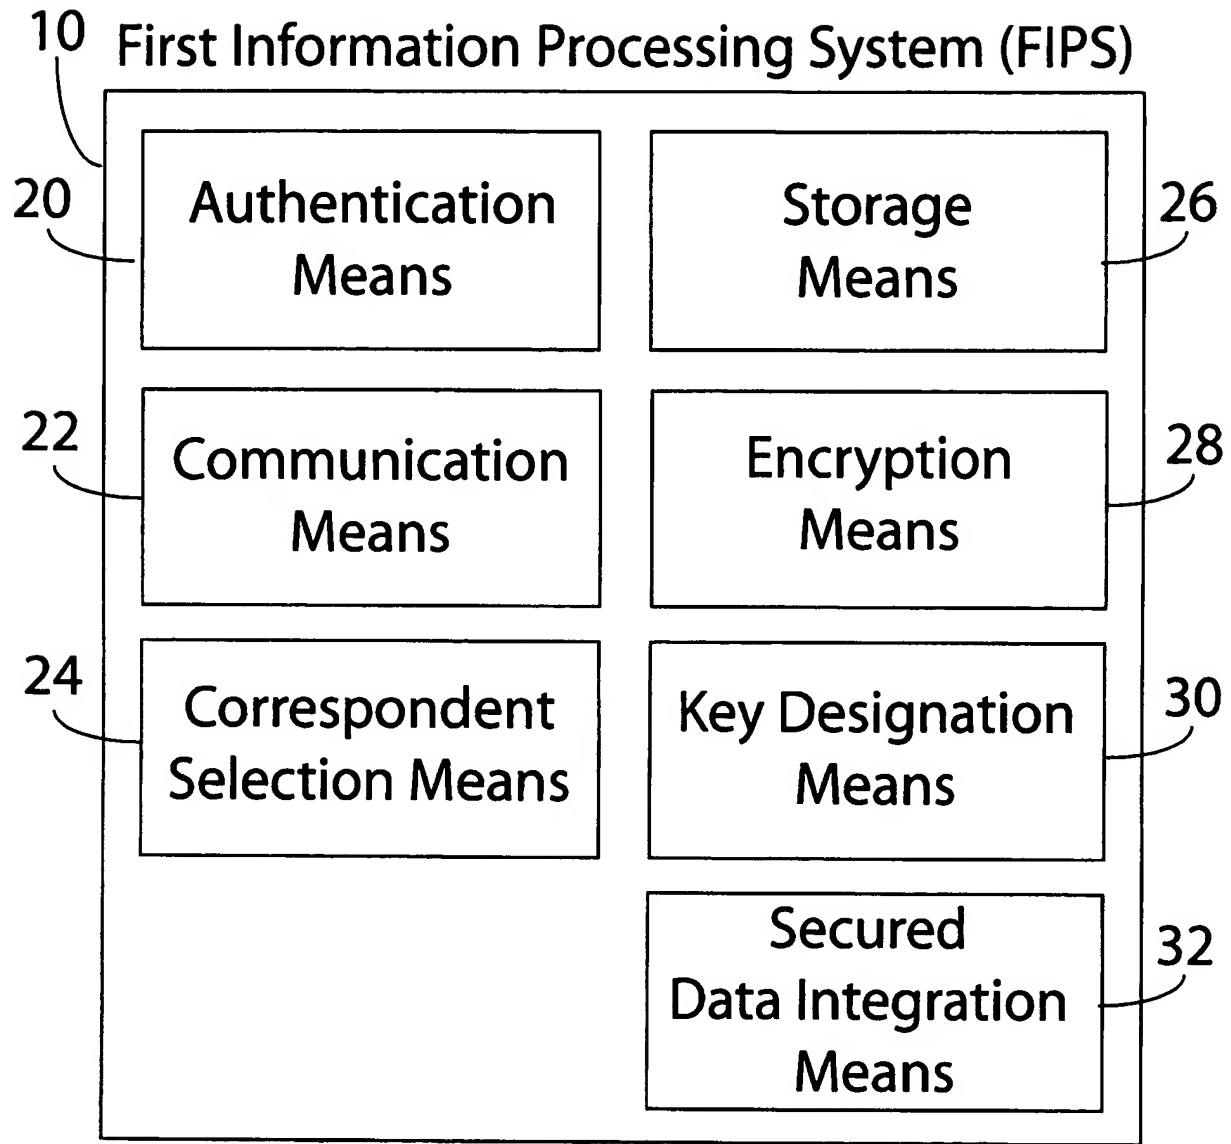 10 First Information Processing System (FIPS)
20
Authentication
Means
Storage
Means
26
22
Communication
Means
Encryption
Means
28
24
Correspondent
Selection Means
Key Designation
Means
30
Secured
Data Integration
Means
32